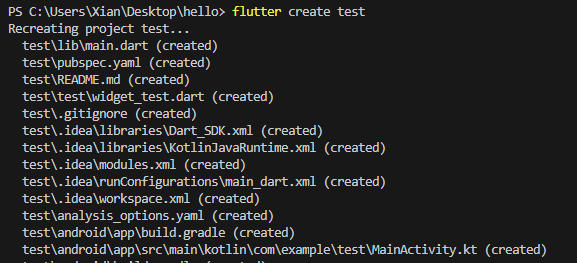 PS C:\Users\Xian\Desktop\hello> flutter create test
Recreating project test...
test\lib\main.dart (created)
test\pubspec.yaml (created)
test\README.md (created)
test\test\widget_test.dart (created)
test\.gitignore (created)
test\.idea\libraries\Dart_SDK.xml (created)
test\.idea\libraries\KotlinJavaRuntime.xml (created)
test\.idea\modules.xml (created)
test\.idea\runConfigurations\main_dart.xml (created)
test\.idea\workspace.xml (created)
test\analysis_options.yaml (created)
test\android\app\build.gradle (created)
test\android\app\src\main\kotlin\com\example\test\MainActivity.kt (created)